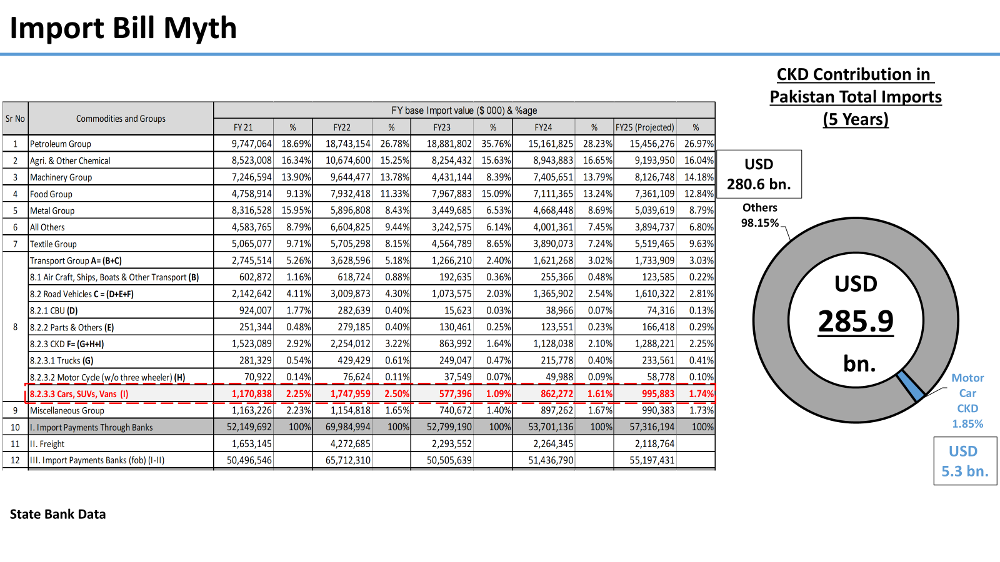 Import Bill Myth
CKD Contribution in
Pakistan Total Imports
(5 Years)
Sr No Commodities and Groups FY base Import value ($ 000) & %age
FY 21 % FY22 % FY23 % FY24 % FY25 (Projected) %
1 Petroleum Group 9,747,064 18.69% 18,743,154 26.78% 18,881,802 35.76% 15,161,825 28.23% 15,456,276 26.97%
2 Agri. & Other Chemical 8,523,008 16.34% 10,674,600 15.25% 8,254,432 15.63% 8,943,883 16.65% 9,193,950 16.04%
3 Machinery Group 7,246,594 13.90% 9,644,477 13.78% 4,431,144 8.39% 7,405,651 13.79% 8,126,748 14.18%
4 Food Group 4,758,914 9.13% 7,932,418 11.33% 7,967,883 15.09% 7,111,365 13.24% 7,361,109 12.84%
5 Metal Group 8,316,528 15.95% 5,896,808 8.43% 3,449,685 6.53% 4,668,448 8.69% 5,039,619 8.79%
6 All Others 4,583,765 8.79% 6,604,825 9.44% 3,242,575 6.14% 4,001,361 7.45% 3,894,737 6.80%
7 Textile Group 5,065,077 9.71% 5,705,298 8.15% 4,564,789 8.65% 3,890,073 7.24% 5,519,465 9.63%
8 Transport Group A= (B+C) 2,745,514 5.26% 3,628,596 5.18% 1,266,210 2.40% 1,621,268 3.02% 1,733,909 3.03%
8.1 Air Craft, Ships, Boats & Other Transport (B) 602,872 1.16% 618,724 0.88% 192,635 0.36% 255,366 0.48% 123,585 0.22%
8.2 Road Vehicles C = (D+E+F) 2,142,642 4.11% 3,009,873 4.30% 1,073,575 2.03% 1,365,902 2.54% 1,610,322 2.81%
8.2.1 CBU (D) 924,007 1.77% 282,639 0.40% 15,623 0.03% 38,966 0.07% 74,316 0.13%
8.2.2 Parts & Others (E) 251,344 0.48% 279,185 0.40% 130,461 0.25% 123,551 0.23% 166,418 0.29%
8.2.3 CKD F= (G+H+I) 1,523,089 2.92% 2,254,012 3.22% 863,992 1.64% 1,128,038 2.10% 1,288,221 2.25%
8.2.3.1 Trucks (G) 281,329 0.54% 429,429 0.61% 249,047 0.47% 215,778 0.40% 233,561 0.41%
8.2.3.2 Motor Cycle (w/o three wheeler) (H) 70,922 0.14% 76,624 0.11% 37,549 0.07% 49,988 0.09% 58,778 0.10%
8.2.3.3 Cars, SUVs, Vans (I) 1,170,838 2.25% 1,747,959 2.50% 577,396 1.09% 862,272 1.61% 995,883 1.74%
9 Miscellaneous Group 1,163,226 2.23% 1,154,818 1.65% 740,672 1.40% 897,262 1.67% 990,383 1.73%
10 I. Import Payments Through Banks 52,149,692 100% 69,984,994 100% 52,799,190 100% 53,701,136 100% 57,316,194 100%
11 II. Freight 1,653,145 4,272,685 2,293,552 2,264,345 2,118,764
12 III. Import Payments Banks (fob) (I-II) 50,496,546 65,712,310 50,505,639 51,436,790 55,197,431
USD
280.6 bn.
Others
98.15%
USD
285.9
bn.
Motor
Car
CKD
1.85%
USD
5.3 bn.
State Bank Data